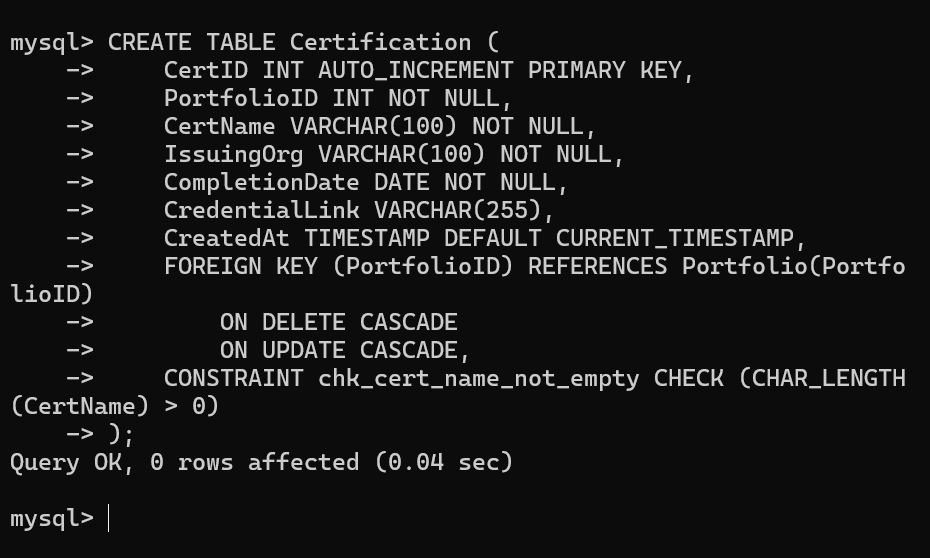 mysql> CREATE TABLE Certification (
    ->     CertID INT AUTO_INCREMENT PRIMARY KEY,
    ->     PortfolioID INT NOT NULL,
    ->     CertName VARCHAR(100) NOT NULL,
    ->     IssuingOrg VARCHAR(100) NOT NULL,
    ->     CompletionDate DATE NOT NULL,
    ->     CredentialLink VARCHAR(255),
    ->     CreatedAt TIMESTAMP DEFAULT CURRENT_TIMESTAMP,
    ->     FOREIGN KEY (PortfolioID) REFERENCES Portfolio(Portfo
lioID)
    ->         ON DELETE CASCADE
    ->         ON UPDATE CASCADE,
    ->     CONSTRAINT chk_cert_name_not_empty CHECK (CHAR_LENGTH
(CertName) > 0)
    -> );
Query OK, 0 rows affected (0.04 sec)

mysql>